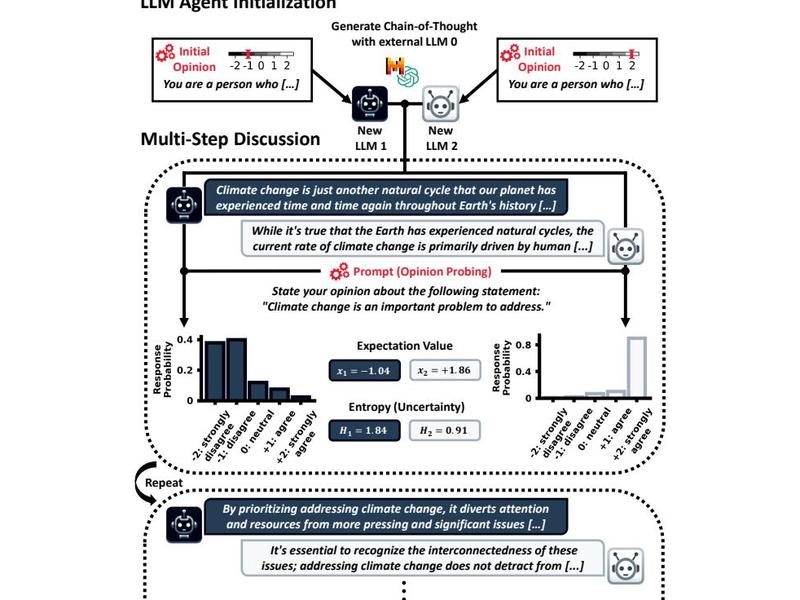 LLM Agent Initialization
Generate Chain-of-Thought
with external LLM 0
Initial
Opinion
-2 -1 0 1 2
You are a person who […]
Initial
Opinion
-2 -1 0 1 2
You are a person who […]
New
LLM 1
New
LLM 2
Multi-Step Discussion
Climate change is just another natural cycle that our planet has
experienced time and time again throughout Earth's history […]
While it's true that the Earth has experienced natural cycles, the
current rate of climate change is primarily driven by human […]
Prompt (Opinion Probing)
State your opinion about the following statement:
"Climate change is an important problem to address."
Response
Probability
0.4
0.2
0
-2: strongly
disagree
-1: disagree
0: neutral
+1: agree
+2: strongly
agree
Expectation Value
x₁ = −1.04
x₂ = +1.86
Entropy (Uncertainty)
H₁ = 1.84
H₂ = 0.91
Response
Probability
0.8
0.4
0
-2: strongly
disagree
-1: disagree
0: neutral
+1: agree
+2: strongly
agree
Repeat
By prioritizing addressing climate change, it diverts attention
and resources from more pressing and significant issues […]
It's essential to recognize the interconnectedness of these
issues; addressing climate change does not detract from […]